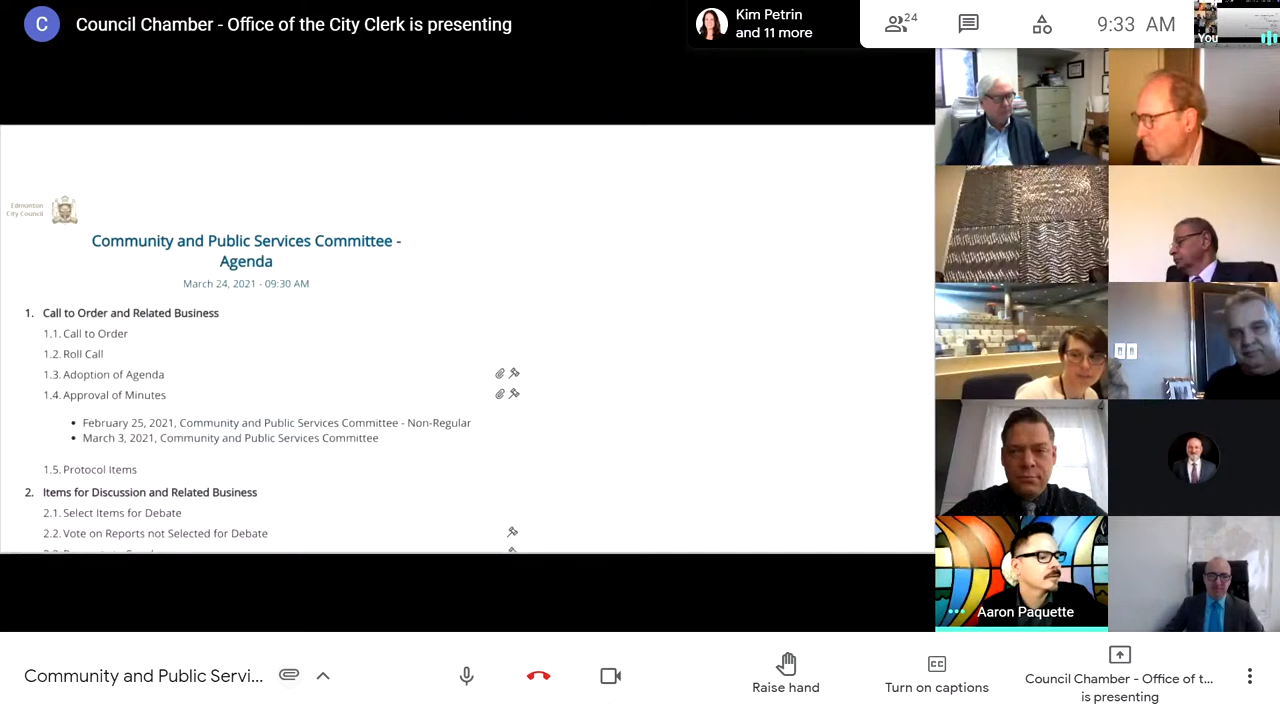 C
Council Chamber - Office of the City Clerk is presenting
Kim Petrin
and 11 more
24
9:33 AM
You
Edmonton
City Council
Community and Public Services Committee -
Agenda
March 24, 2021 - 09:30 AM
1. Call to Order and Related Business
1.1. Call to Order
1.2. Roll Call
1.3. Adoption of Agenda
1.4. Approval of Minutes
• February 25, 2021, Community and Public Services Committee - Non-Regular
• March 3, 2021, Community and Public Services Committee
1.5. Protocol Items
2. Items for Discussion and Related Business
2.1. Select Items for Debate
2.2. Vote on Reports not Selected for Debate
Aaron Paquette
Community and Public Servi...
Raise hand
CC
Turn on captions
Council Chamber - Office of t...
is presenting